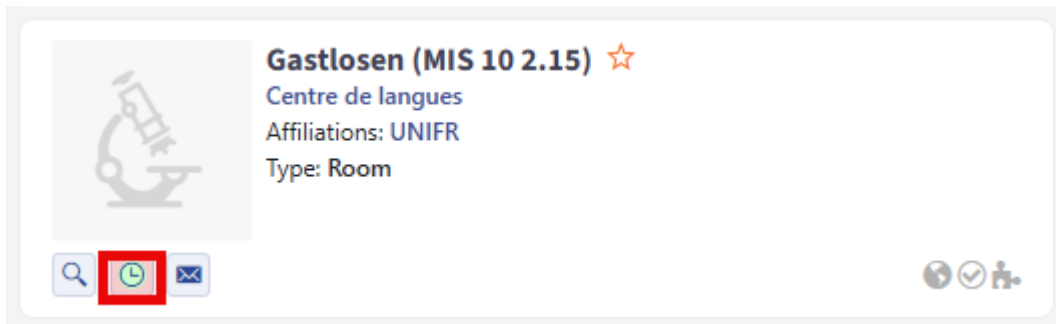 Gastlosen (MIS 10 2.15)
Centre de langues
Affiliations: UNIFR
Type: Room